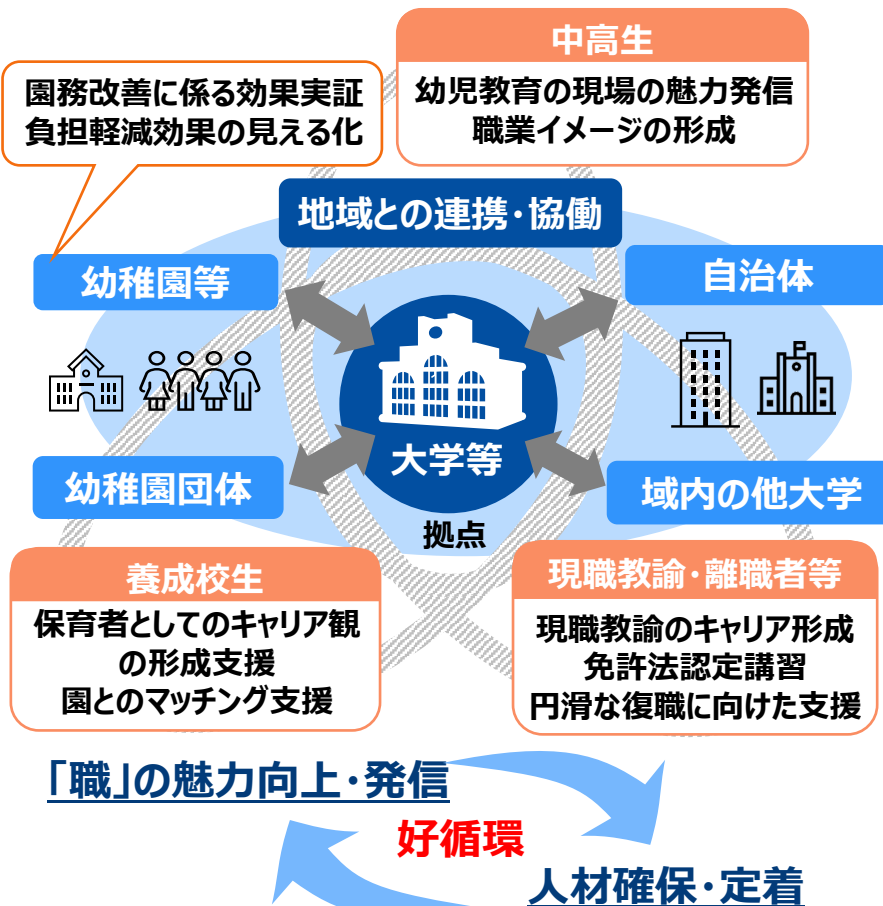 中高生
幼児教育の現場の魅力発信
職業イメージの形成
園務改善に係る効果実証
負担軽減効果の見える化
地域との連携・協働
幼稚園等
自治体
大学等
幼稚園団体
域内の他大学
拠点
養成校生
保育者としてのキャリア観
の形成支援
園とのマッチング支援
現職教諭・離職者等
現職教諭のキャリア形成
免許法認定講習
円滑な復職に向けた支援
「職」の魅力向上・発信
好循環
人材確保・定着